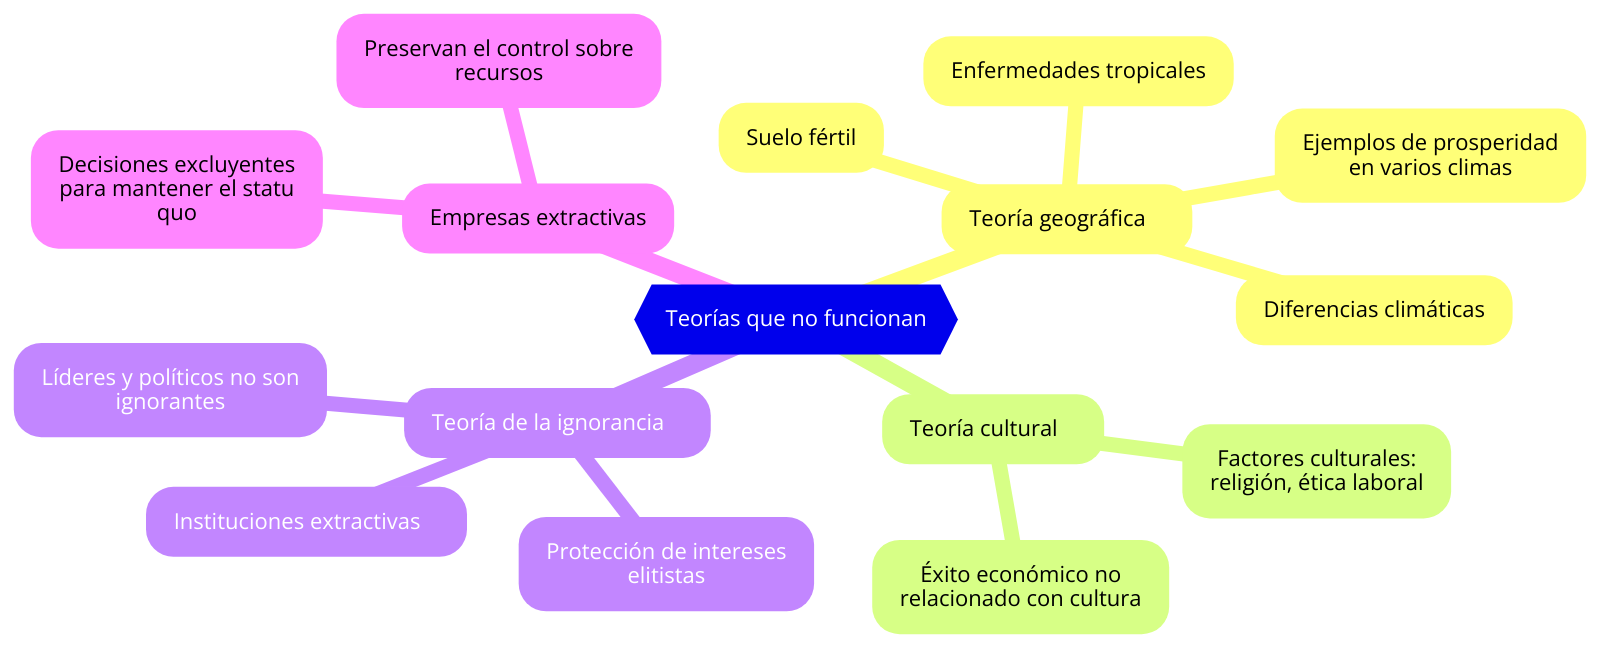 Preservan el control sobre
recursos
Decisiones excluyentes
para mantener el statu
quo
Empresas extractivas
Enfermedades tropicales
Suelo fértil
Ejemplos de prosperidad
en varios climas
Teoría geográfica
Diferencias climáticas
Teorías que no funcionan
Líderes y políticos no son
ignorantes
Teoría de la ignorancia
Instituciones extractivas
Protección de intereses
elitistas
Teoría cultural
Factores culturales:
religión, ética laboral
Éxito económico no
relacionado con cultura